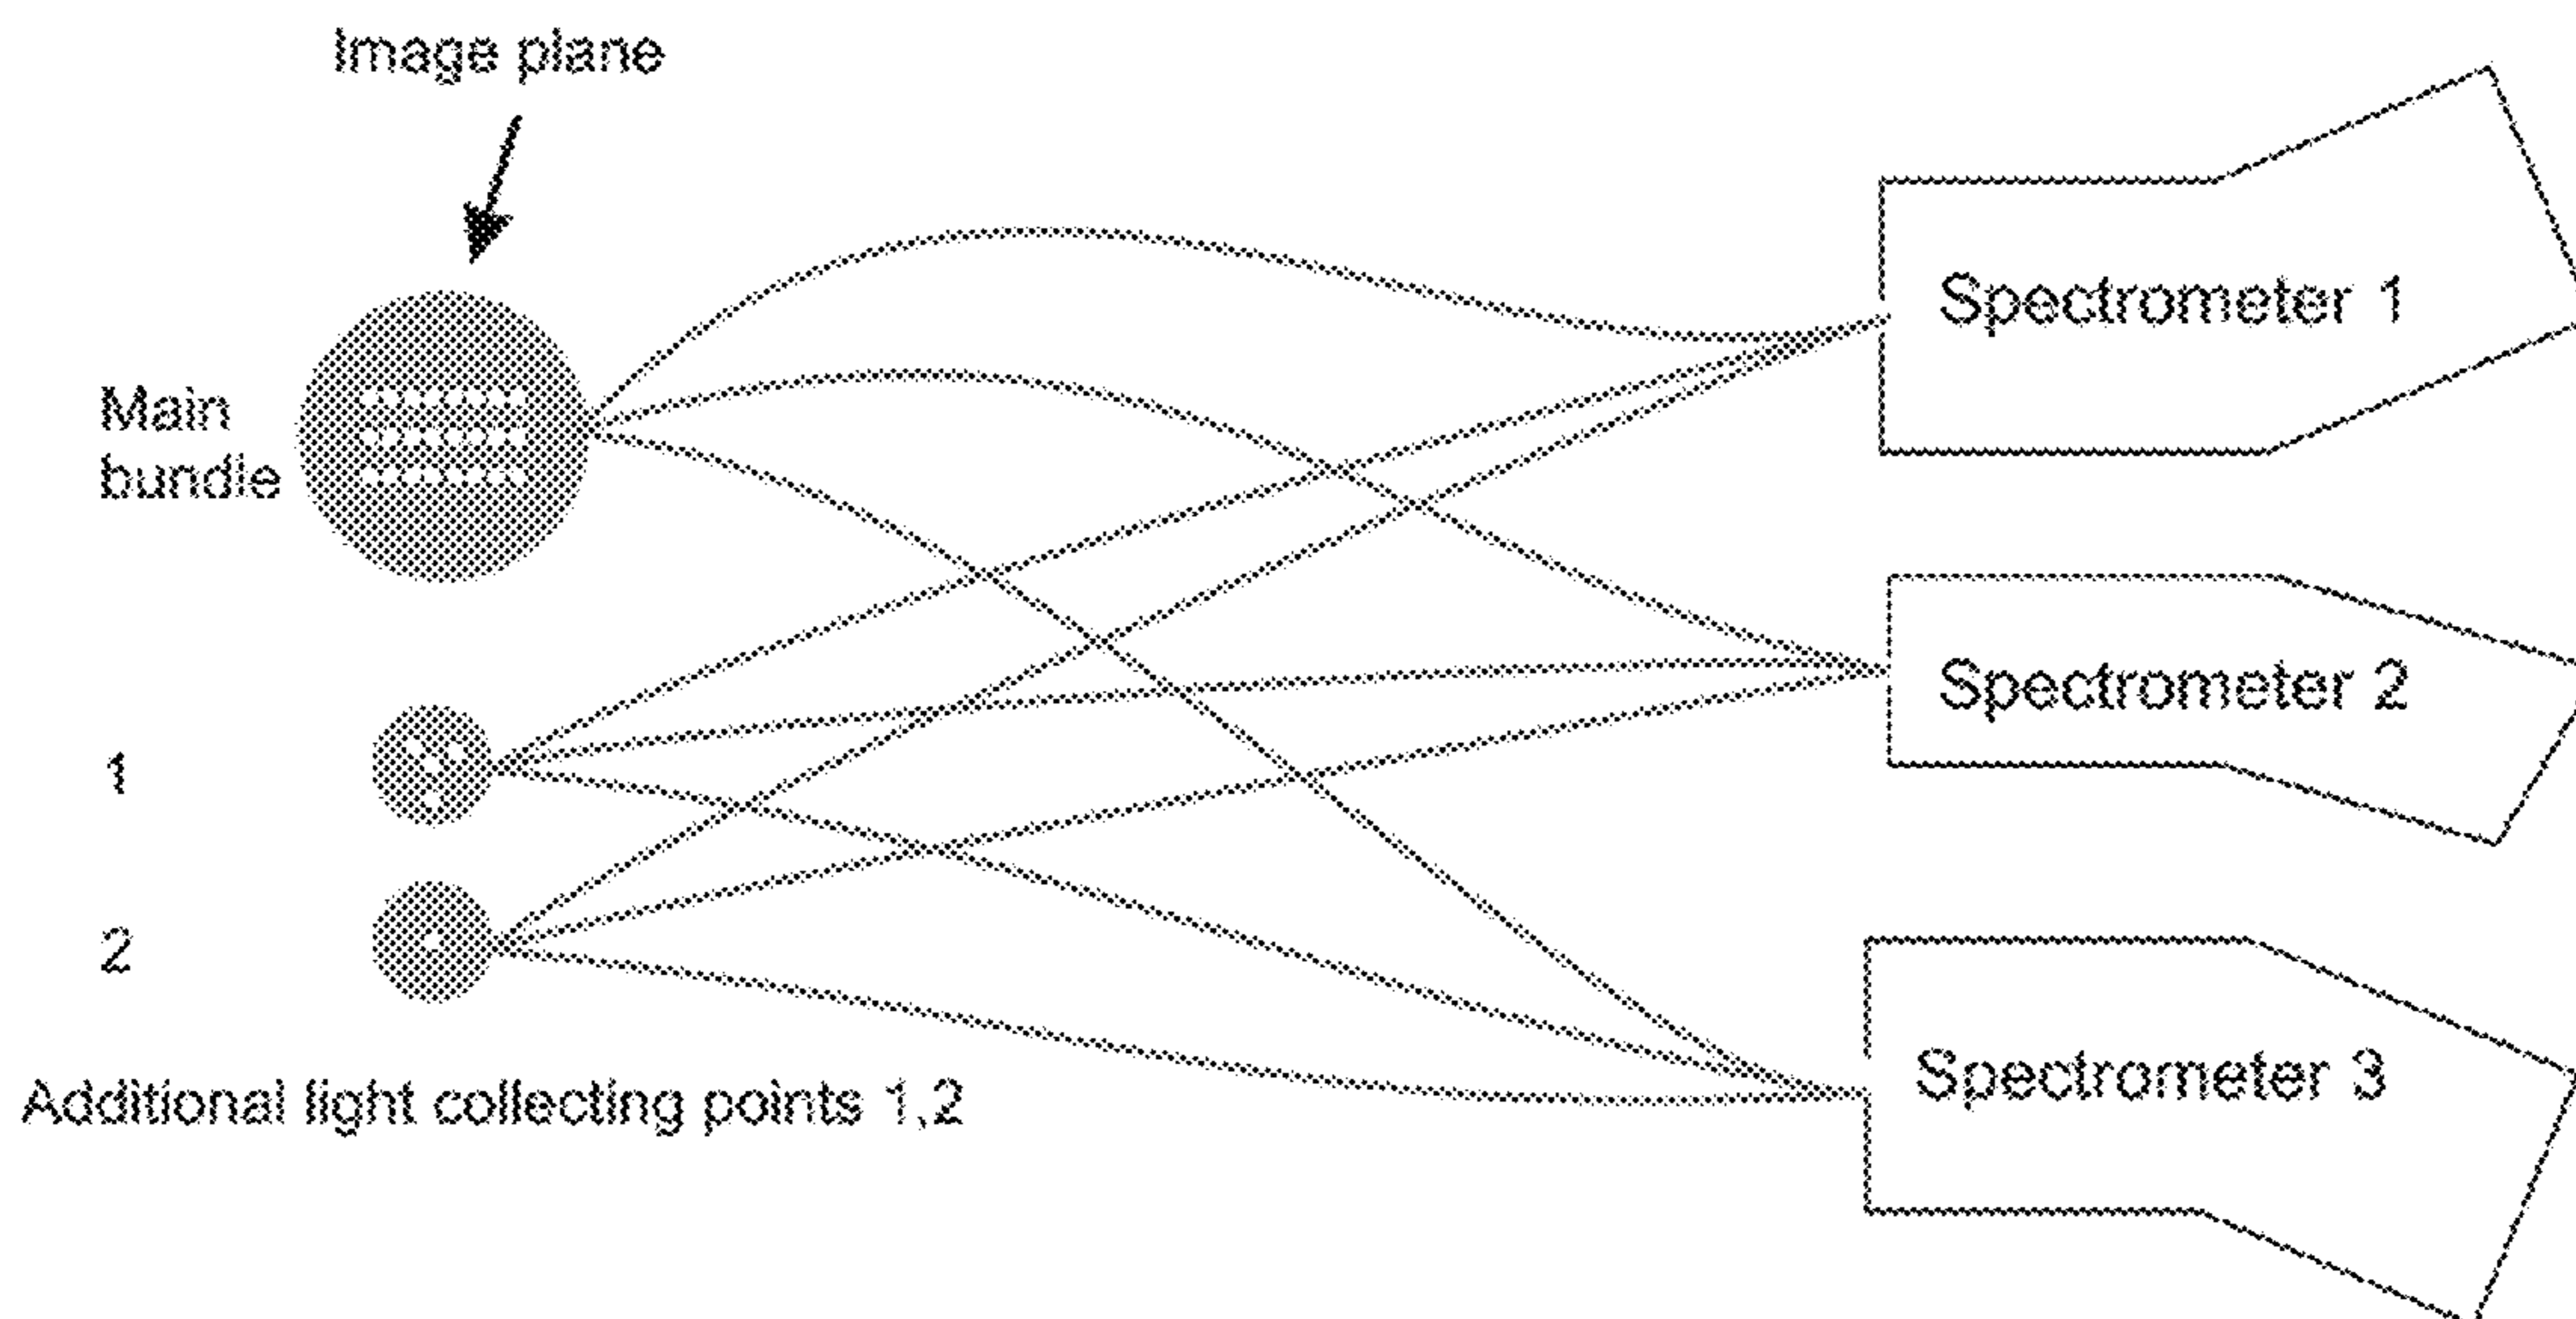 Image plane
Main
bundle
1
2
Additional light collecting points 1,2
Spectrometer 1
Spectrometer 2
Spectrometer 3